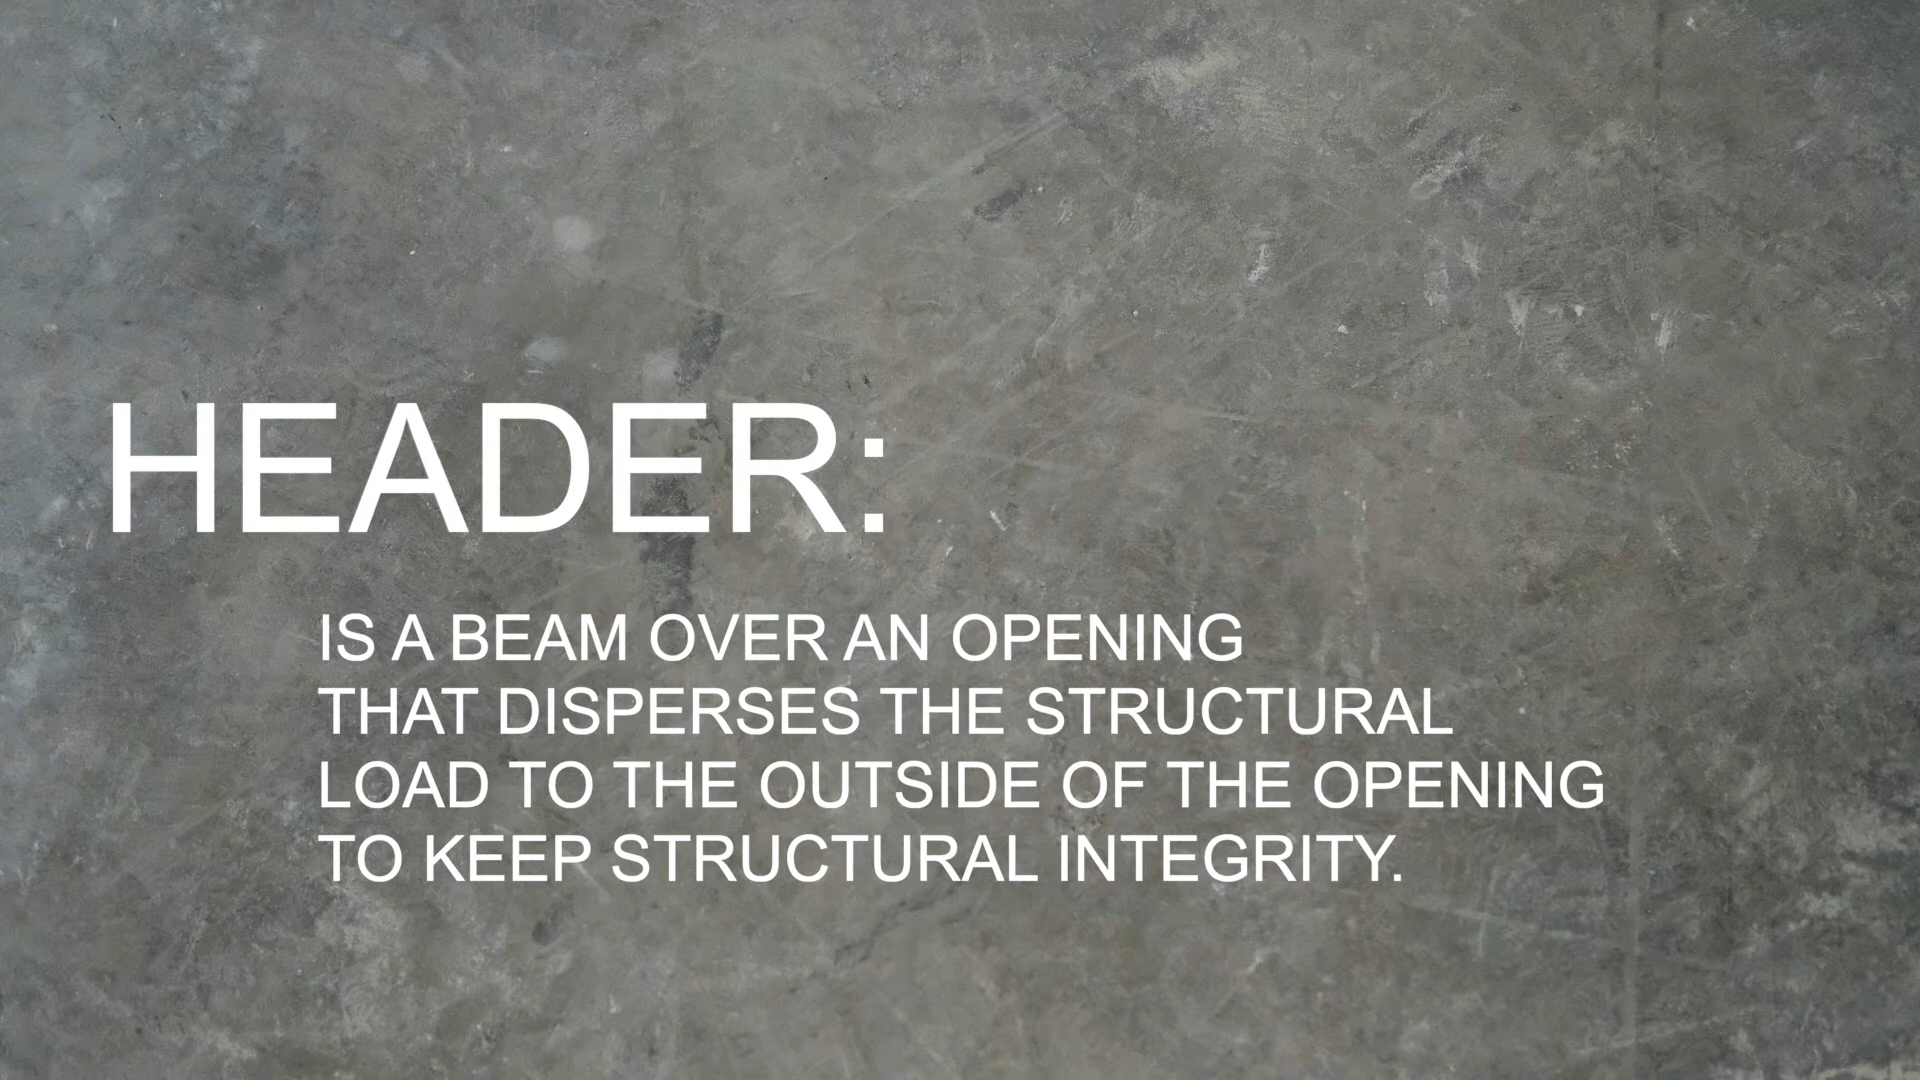 HEADER:
IS A BEAM OVER AN OPENING
THAT DISPERSES THE STRUCTURAL
LOAD TO THE OUTSIDE OF THE OPENING
TO KEEP STRUCTURAL INTEGRITY.